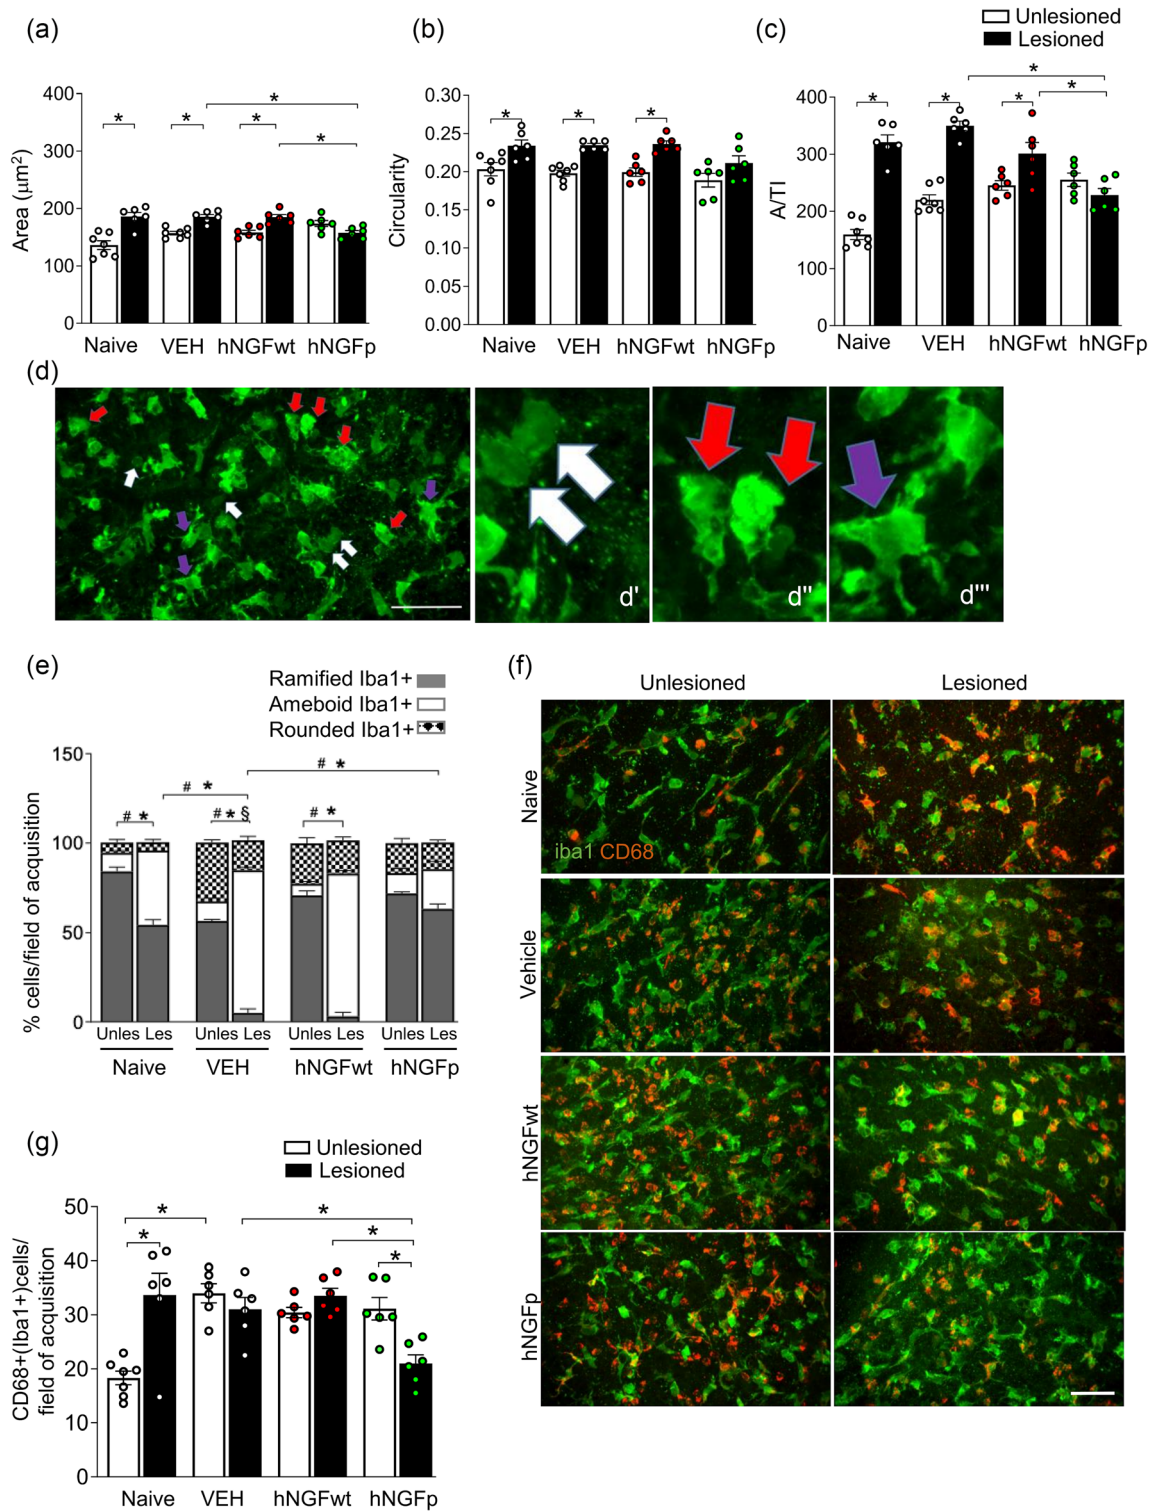 (a)
(b)
(c)
Unlesioned
Lesioned
Area (μm²)
400
300
200
100
0
*
*
*
*
*
Naive VEH hNGFwt hNGFp
Circularity
0.30
0.25
0.20
0.15
0.10
0.05
0.00
*
*
*
Naive VEH hNGFwt hNGFp
A/TI
400
300
200
100
0
*
*
*
*
*
Naive VEH hNGFwt hNGFp
(d)
d'
d''
d'''
(e)
Ramified Iba1+
Ameboid Iba1+
Rounded Iba1+
% cells/field of acquisition
150
100
50
0
# *
# *
# *
# * §
# *
Unles Les Unles Les Unles Les Unles Les
Naive VEH hNGFwt hNGFp
(f)
Unlesioned Lesioned
Naive
iba1 CD68
Vehicle
hNGFwt
hNGFp
(g)
Unlesioned
Lesioned
CD68+(Iba1+)cells/
field of acquisition
50
40
30
20
10
0
*
*
*
*
*
Naive VEH hNGFwt hNGFp